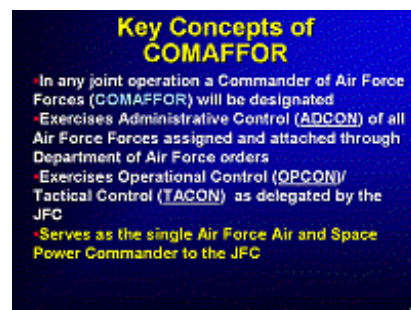 Key Concepts of
COMAFFOR
•In any joint operation a Commander of Air Force
Forces (COMAFFOR) will be designated
•Exercises Administrative Control (ADCON) of all
Air Force Forces assigned and attached through
Department of Air Force orders
•Exercises Operational Control (OPCON)/
Tactical Control (TACON) as delegated by the
JFC
•Serves as the single Air Force Air and Space
Power Commander to the JFC